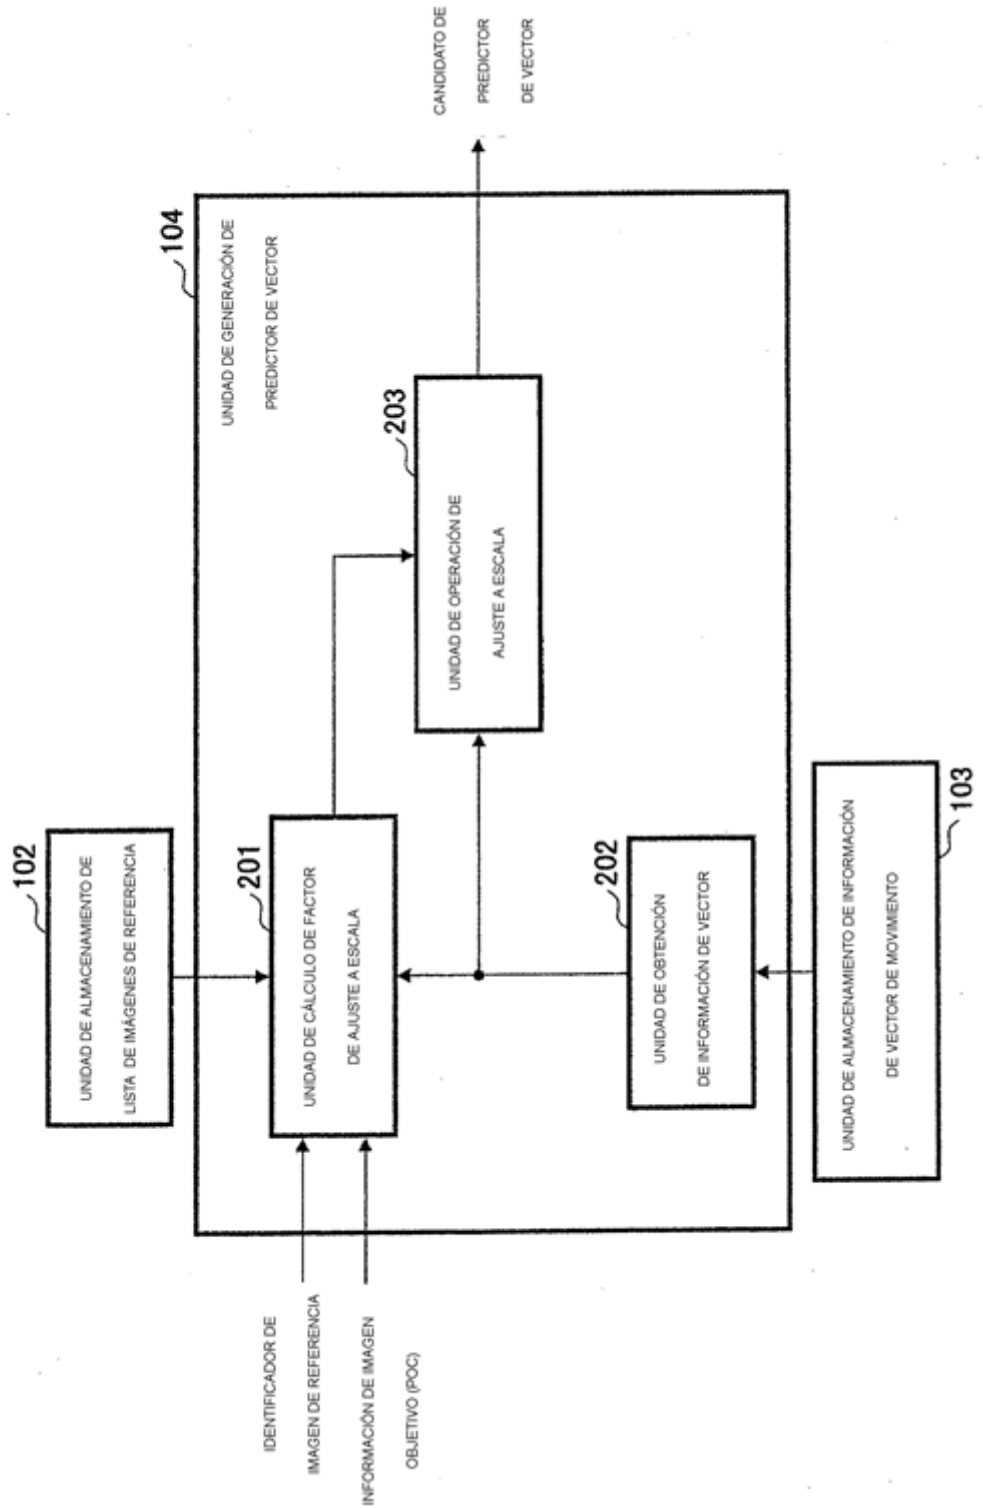 102
UNIDAD DE ALMACENAMIENTO DE
LISTA DE IMÁGENES DE REFERENCIA
104
UNIDAD DE GENERACIÓN DE
PREDICTOR DE VECTOR
IDENTIFICADOR DE
IMAGEN DE REFERENCIA
INFORMACIÓN DE IMAGEN
OBJETIVO (POC)
201
UNIDAD DE CÁLCULO DE FACTOR
DE AJUSTE A ESCALA
203
UNIDAD DE OPERACIÓN DE
AJUSTE A ESCALA
CANDIDATO DE
PREDICTOR
DE VECTOR
202
UNIDAD DE OBTENCIÓN
DE INFORMACIÓN DE VECTOR
UNIDAD DE ALMACENAMIENTO DE INFORMACIÓN
DE VECTOR DE MOVIMIENTO
103